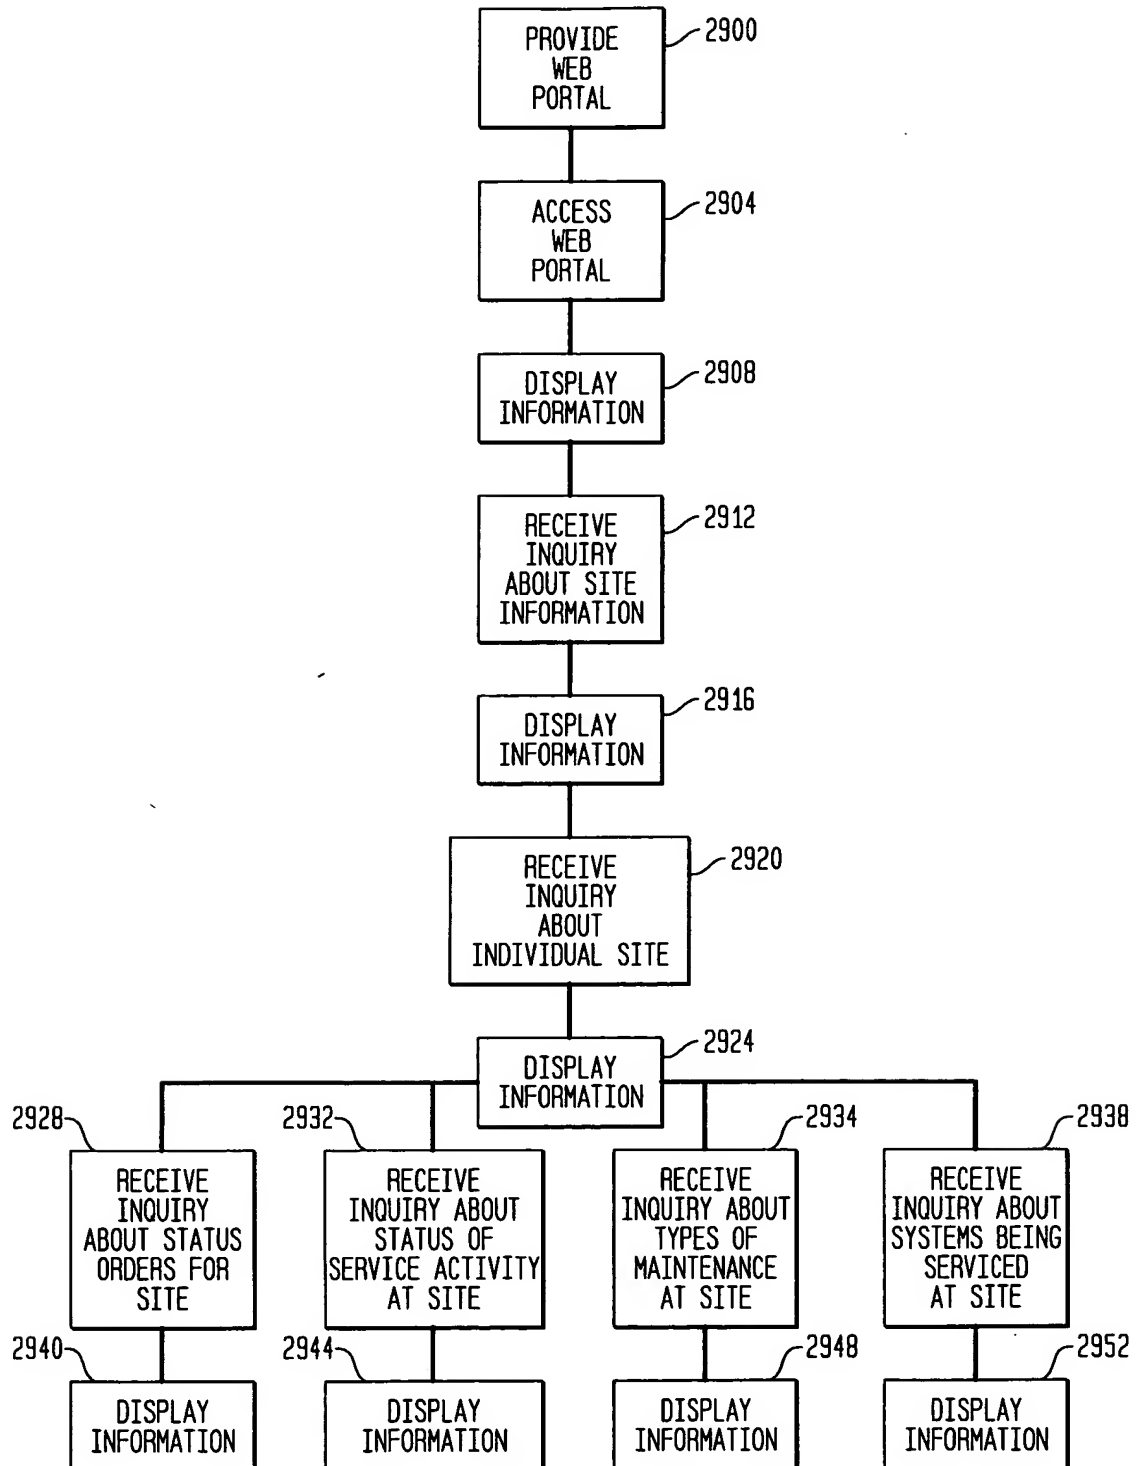 PROVIDE
WEB
PORTAL
2900
ACCESS
WEB
PORTAL
2904
DISPLAY
INFORMATION
2908
RECEIVE
INQUIRY
ABOUT SITE
INFORMATION
2912
DISPLAY
INFORMATION
2916
RECEIVE
INQUIRY
ABOUT
INDIVIDUAL SITE
2920
DISPLAY
INFORMATION
2924
2928
RECEIVE
INQUIRY
ABOUT STATUS
ORDERS FOR
SITE
2932
RECEIVE
INQUIRY ABOUT
STATUS OF
SERVICE ACTIVITY
AT SITE
2934
RECEIVE
INQUIRY ABOUT
TYPES OF
MAINTENANCE
AT SITE
2938
RECEIVE
INQUIRY ABOUT
SYSTEMS BEING
SERVICED
AT SITE
2940
DISPLAY
INFORMATION
2944
DISPLAY
INFORMATION
2948
DISPLAY
INFORMATION
2952
DISPLAY
INFORMATION